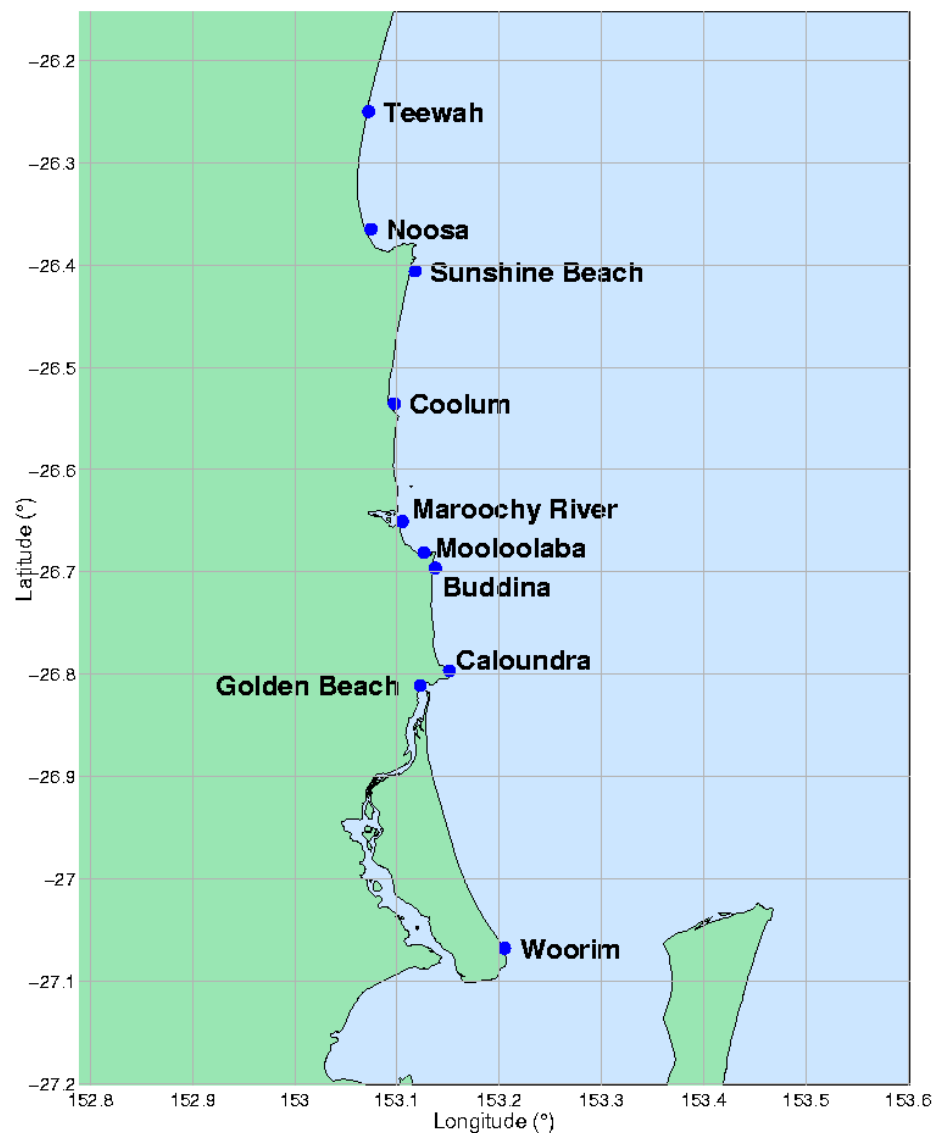 −26.2
Teewah
−26.3
Noosa
−26.4
Sunshine Beach
−26.5
Coolum
−26.6
Maroochy River
Mooloolaba
−26.7
Buddina
Latitude (°)
Caloundra
−26.8
Golden Beach
−26.9
−27
Woorim
−27.1
−27.2
152.8 152.9 153 153.1 153.2 153.3 153.4 153.5 153.6
Longitude (°)